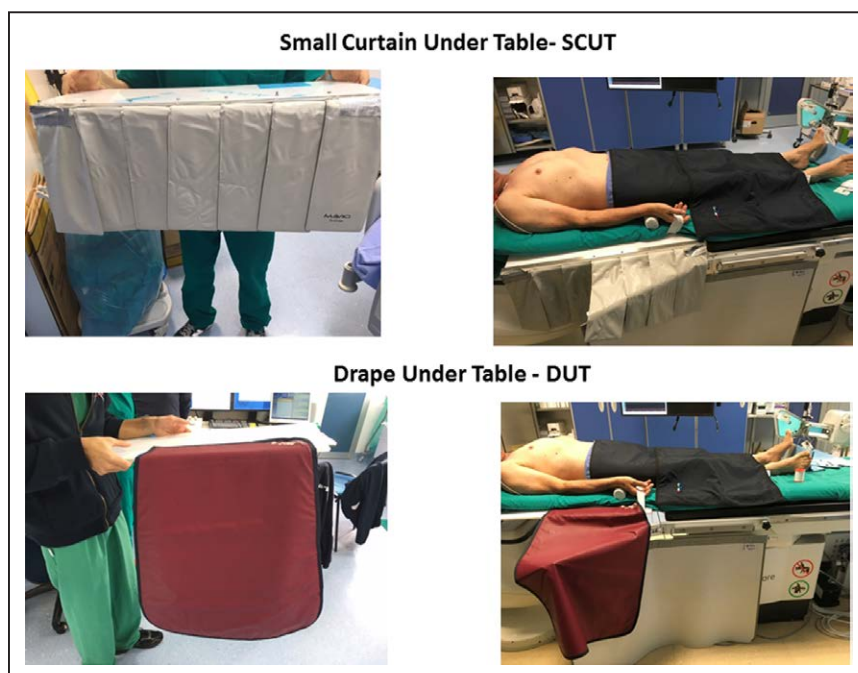 Small Curtain Under Table- SCUT
Drape Under Table - DUT